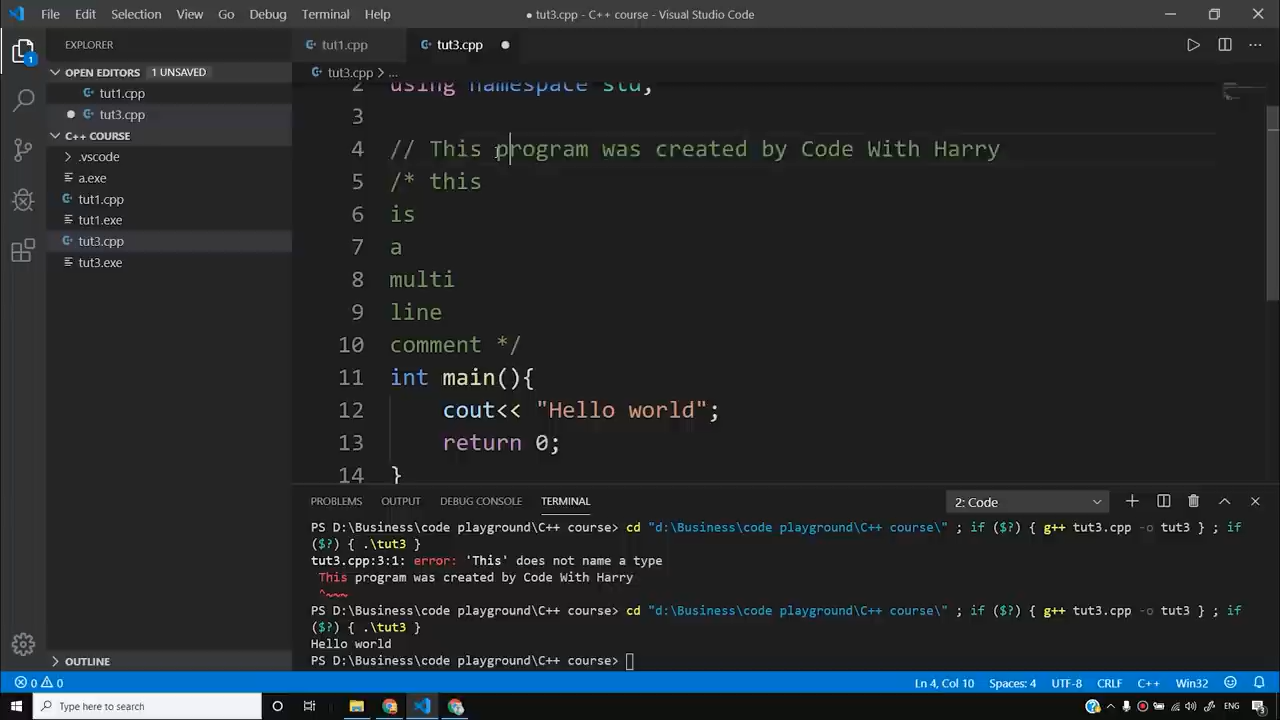 File Edit Selection View Go Debug Terminal Help
● tut3.cpp - C++ course - Visual Studio Code
EXPLORER
OPEN EDITORS 1 UNSAVED
tut1.cpp
tut3.cpp
C++ COURSE
.vscode
a.exe
tut1.cpp
tut1.exe
tut3.cpp
tut3.exe
OUTLINE
1
tut1.cpp
tut3.cpp
tut3.cpp > ...
2 using namespace std;
3
4 // This program was created by Code With Harry
5 /* this
6 is
7 a
8 multi
9 line
10 comment */
11 int main(){
12 cout<< "Hello world";
13 return 0;
14 }
PROBLEMS OUTPUT DEBUG CONSOLE TERMINAL
2: Code
PS D:\Business\code playground\C++ course> cd "d:\Business\code playground\C++ course\" ; if ($?) { g++ tut3.cpp -o tut3 } ; if
($?) { .\tut3 }
tut3.cpp:3:1: error: 'This' does not name a type
This program was created by Code With Harry
^~~~
PS D:\Business\code playground\C++ course> cd "d:\Business\code playground\C++ course\" ; if ($?) { g++ tut3.cpp -o tut3 } ; if
($?) { .\tut3 }
Hello world
PS D:\Business\code playground\C++ course>
0 0
Ln 4, Col 10 Spaces: 4 UTF-8 CRLF C++ Win32
Type here to search
ENG